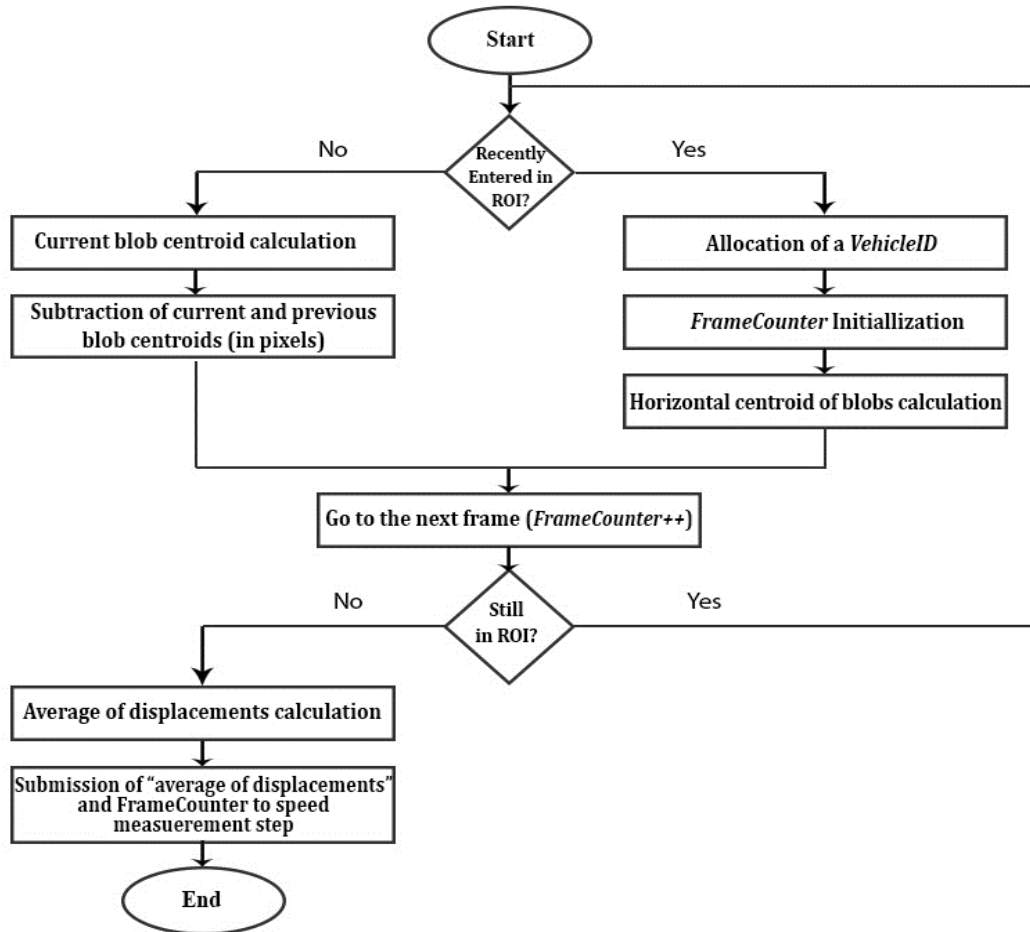 Start
Recently
Entered in
ROI?
No
Yes
Current blob centroid calculation
Subtraction of current and previous
blob centroids (in pixels)
Allocation of a VehicleID
FrameCounter Initiallization
Horizontal centroid of blobs calculation
Go to the next frame (FrameCounter++)
Still
in ROI?
No
Yes
Average of displacements calculation
Submission of “average of displacements”
and FrameCounter to speed
measuerement step
End